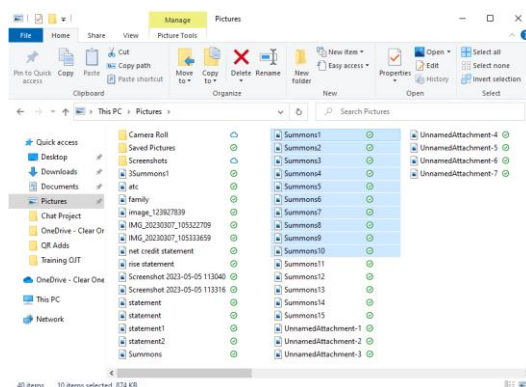 Manage Pictures
File Home Share View Picture Tools
Pin to Quick access
Copy
Paste
Cut
Copy path
Paste shortcut
Clipboard
Move to
Copy to
Delete
Rename
Organize
New folder
New item
Easy access
New
Properties
Open
Edit
History
Open
Select all
Select none
Invert selection
Select
This PC > Pictures >
Search Pictures
Quick access
Desktop
Downloads
Documents
Pictures
Chat Project
OneDrive - Clear Or
QR Adds
Training OJT
OneDrive - Clear One
This PC
Network
Camera Roll
Saved Pictures
Screenshots
3Summons1
atc
family
image_123927839
IMG_20230307_105322709
IMG_20230307_105333659
net credit statement
rise statement
Screenshot 2023-05-05 113040
Screenshot 2023-05-05 113316
statement
statement
statement1
statement2
Summons
Summons1
Summons2
Summons3
Summons4
Summons5
Summons6
Summons7
Summons8
Summons9
Summons10
Summons11
Summons12
Summons13
Summons14
Summons15
UnnamedAttachment-1
UnnamedAttachment-2
UnnamedAttachment-3
UnnamedAttachment-4
UnnamedAttachment-5
UnnamedAttachment-6
UnnamedAttachment-7
40 items 10 items selected 874 KB